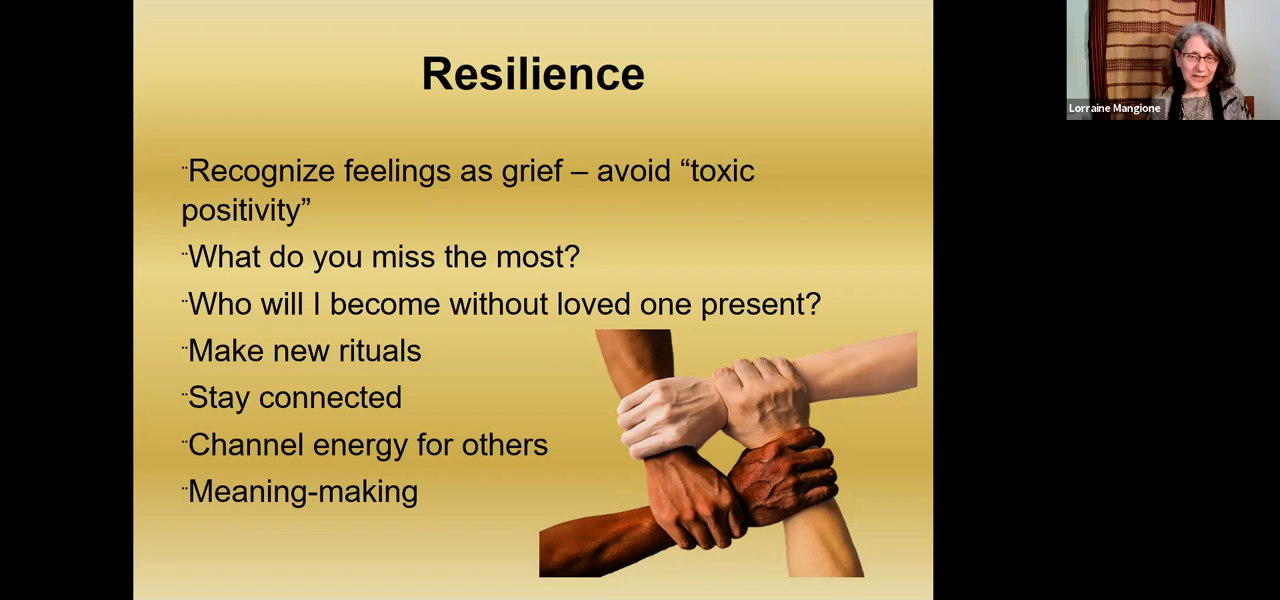 Resilience
Lorraine Mangione
¨Recognize feelings as grief – avoid “toxic
positivity”
¨What do you miss the most?
¨Who will I become without loved one present?
¨Make new rituals
¨Stay connected
¨Channel energy for others
¨Meaning-making